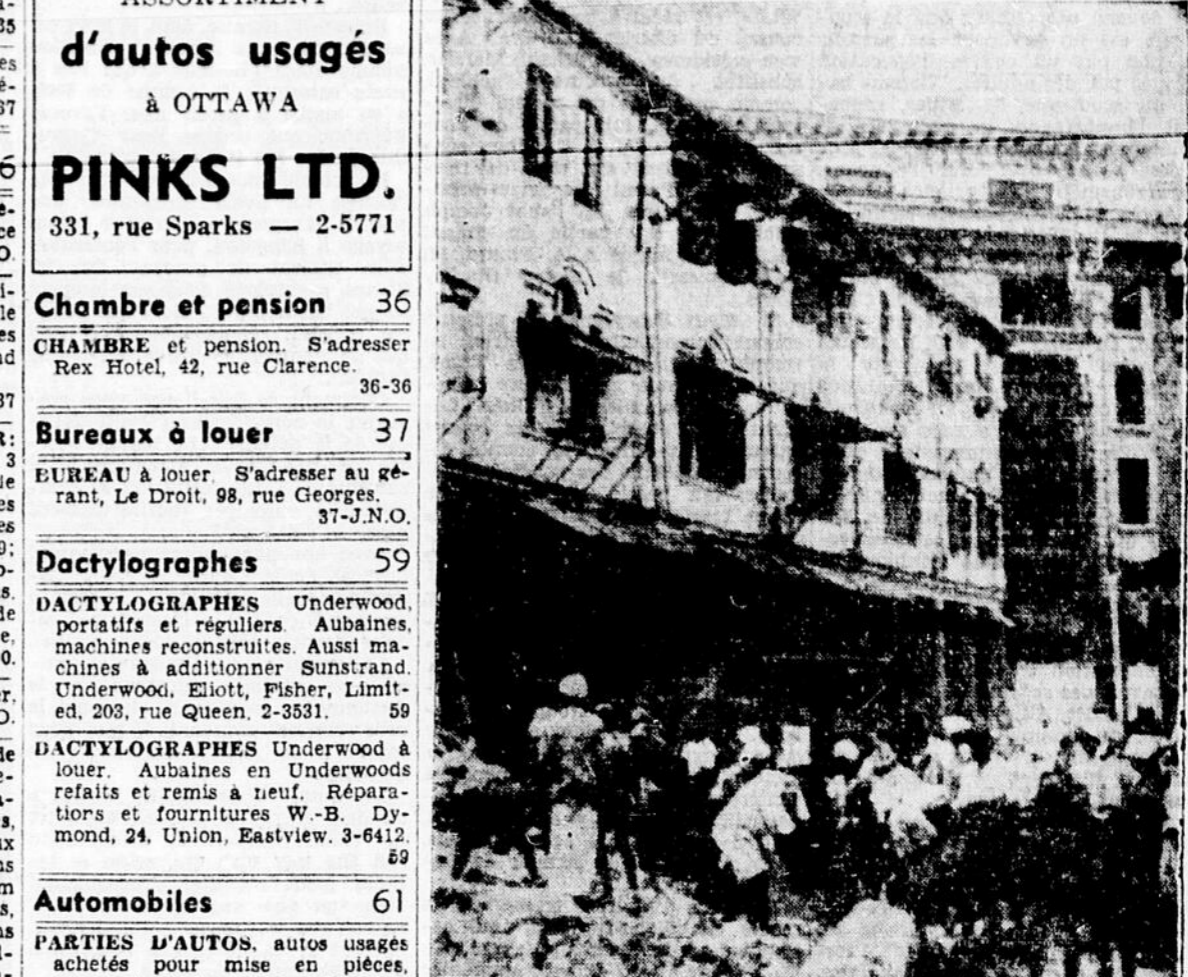 ASSORTIMENT
d'autos usagés
à OTTAWA
PINKS LTD.
331, rue Sparks — 2-5771
Chambre et pension 36
CHAMBRE et pension. S'adresser
Rex Hotel, 42, rue Clarence.
36-36
Bureaux à louer 37
BUREAU à louer. S'adresser au gé-
rant, Le Droit, 98, rue Georges.
37-J.N.O.
Dactylographes 59
DACTYLOGRAPHES Underwood,
portatifs et réguliers. Aubaines,
machines reconstruites. Aussi ma-
chines à additionner Sunstrand.
Underwood, Eliott, Fisher, Limit-
ed, 203, rue Queen. 2-3531. 59
DACTYLOGRAPHES Underwood à
louer. Aubaines en Underwoods
refaits et remis à neuf. Répara-
tions et fournitures W.-B. Dy-
mond, 24, Union, Eastview. 3-6412.
59
Automobiles 61
PARTIES D'AUTOS, autos usagés
achetés pour mise en pièces,